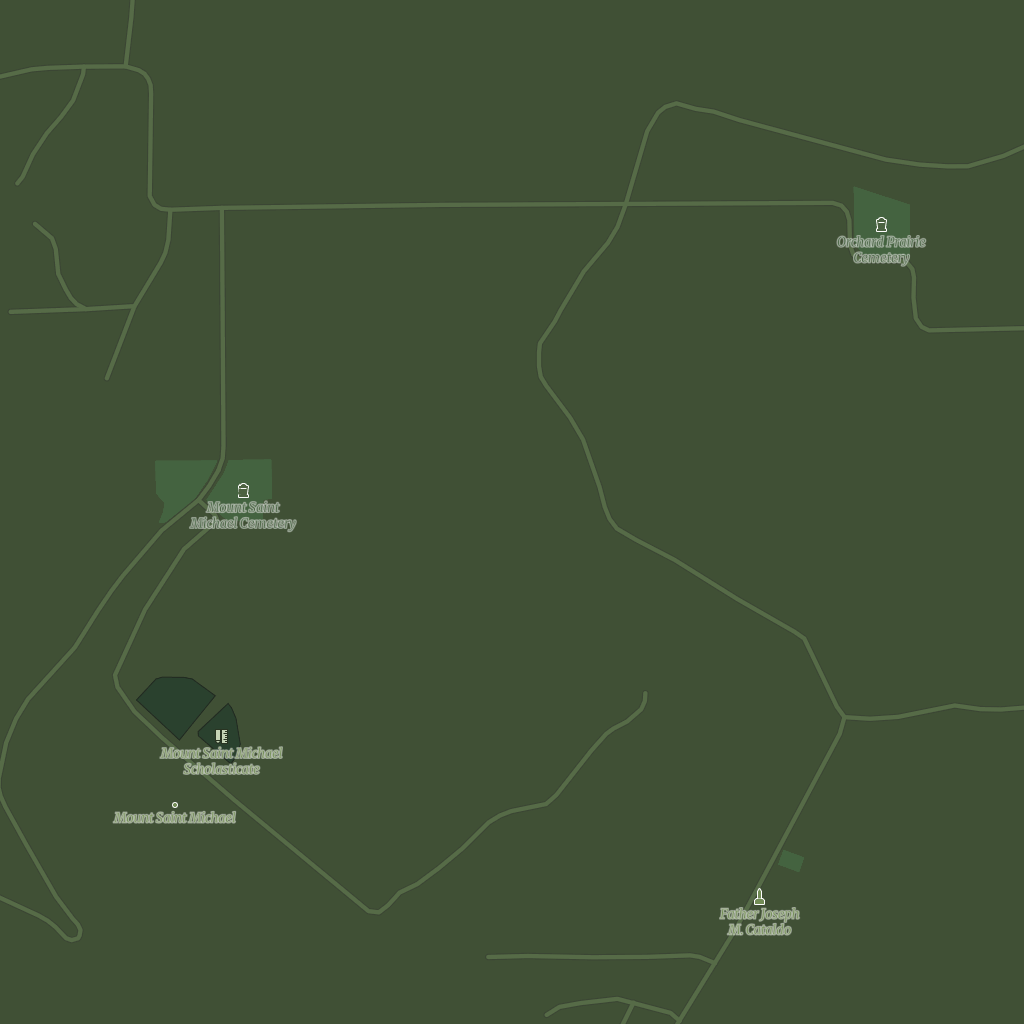 Orchard Prairie
Cemetery
Mount Saint
Michael Cemetery
Mount Saint Michael
Scholasticate
Mount Saint Michael
Father Joseph
M. Cataldo